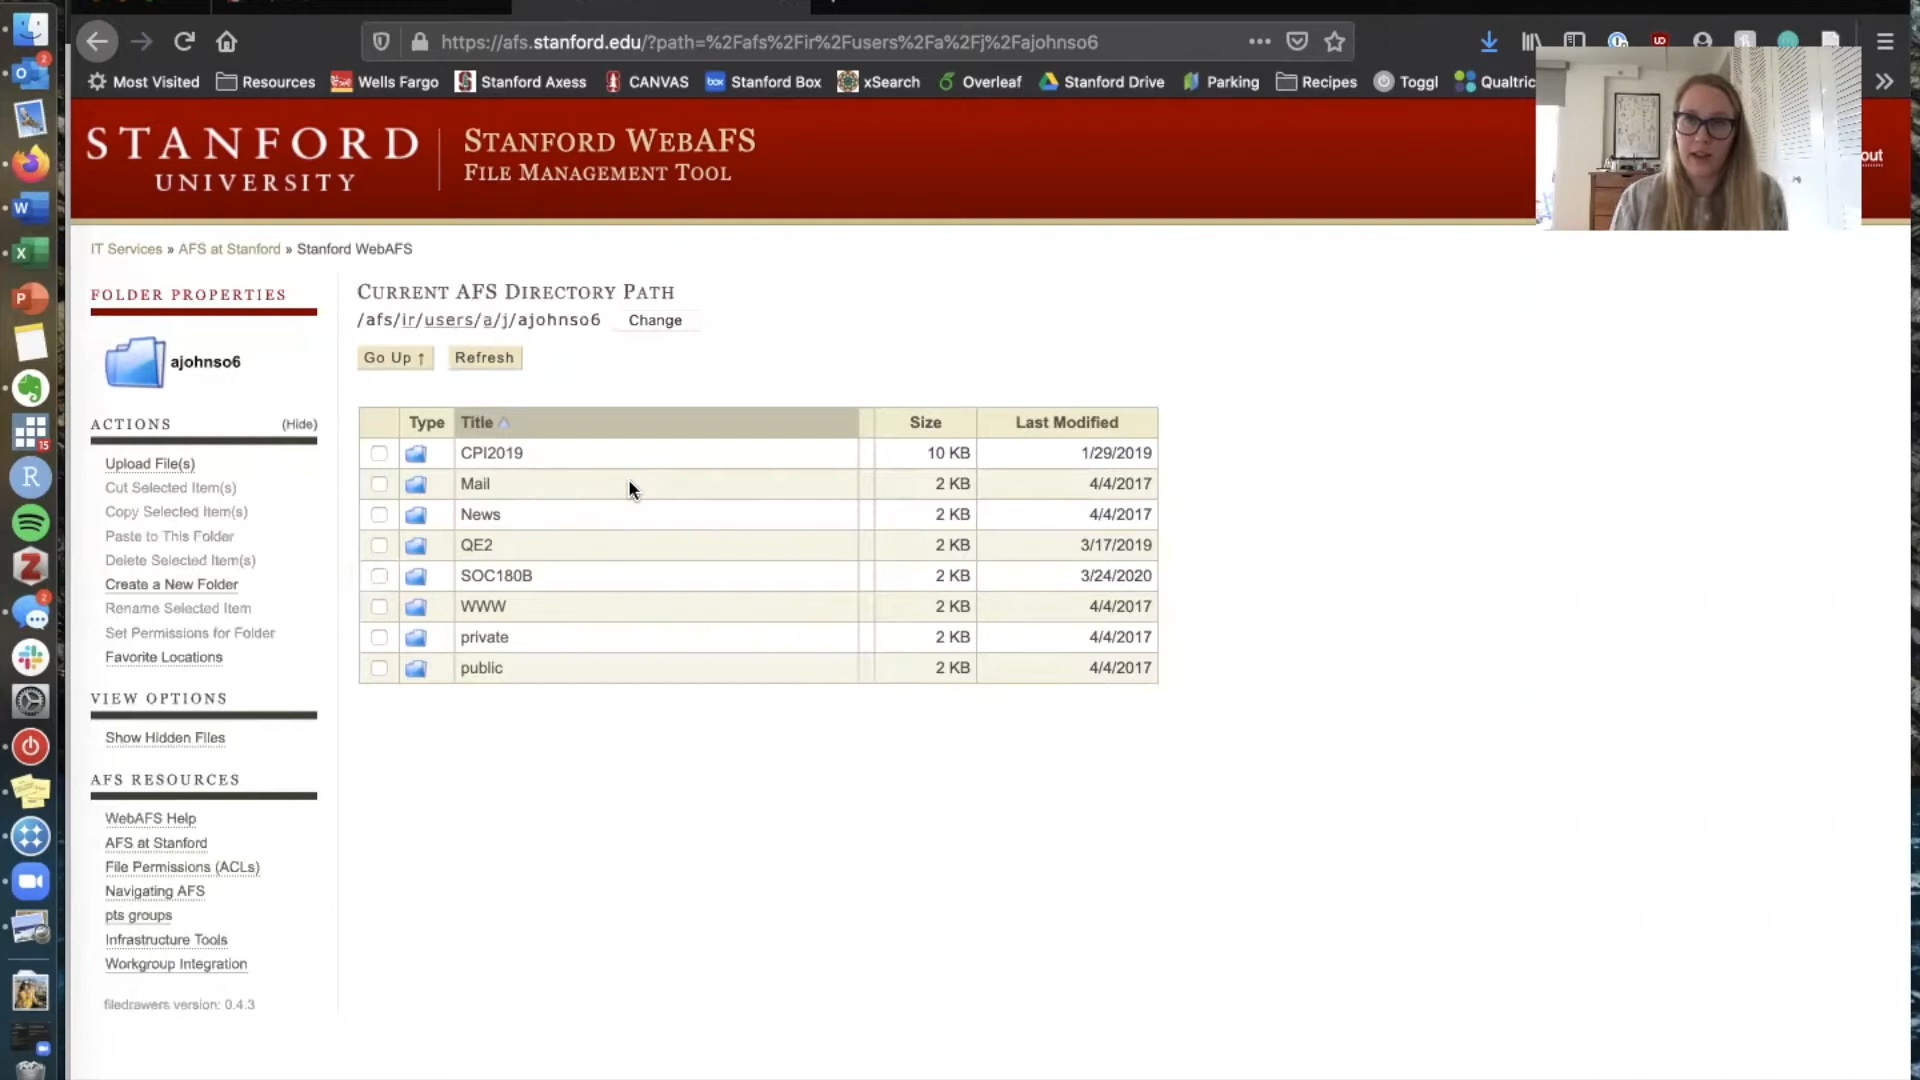 https://afs.stanford.edu/?path=%2Fafs%2Fir%2Fusers%2Fa%2Fj%2Fajohnso6
Most Visited Resources Wells Fargo Stanford Axess CANVAS Stanford Box xSearch Overleaf Stanford Drive Parking Recipes Toggl Qualtric
STANFORD
UNIVERSITY
STANFORD WEBAFS
FILE MANAGEMENT TOOL
out
IT Services » AFS at Stanford » Stanford WebAFS
FOLDER PROPERTIES
ajohnso6
ACTIONS (Hide)
Upload File(s)
Cut Selected Item(s)
Copy Selected Item(s)
Paste to This Folder
Delete Selected Item(s)
Create a New Folder
Rename Selected Item
Set Permissions for Folder
Favorite Locations
VIEW OPTIONS
Show Hidden Files
AFS RESOURCES
WebAFS Help
AFS at Stanford
File Permissions (ACLs)
Navigating AFS
pts groups
Infrastructure Tools
Workgroup Integration
filedrawers version: 0.4.3
CURRENT AFS DIRECTORY PATH
/afs/ir/users/a/j/ajohnso6 Change
Go Up ↑ Refresh
Type Title Size Last Modified
CPI2019 10 KB 1/29/2019
Mail 2 KB 4/4/2017
News 2 KB 4/4/2017
QE2 2 KB 3/17/2019
SOC180B 2 KB 3/24/2020
WWW 2 KB 4/4/2017
private 2 KB 4/4/2017
public 2 KB 4/4/2017